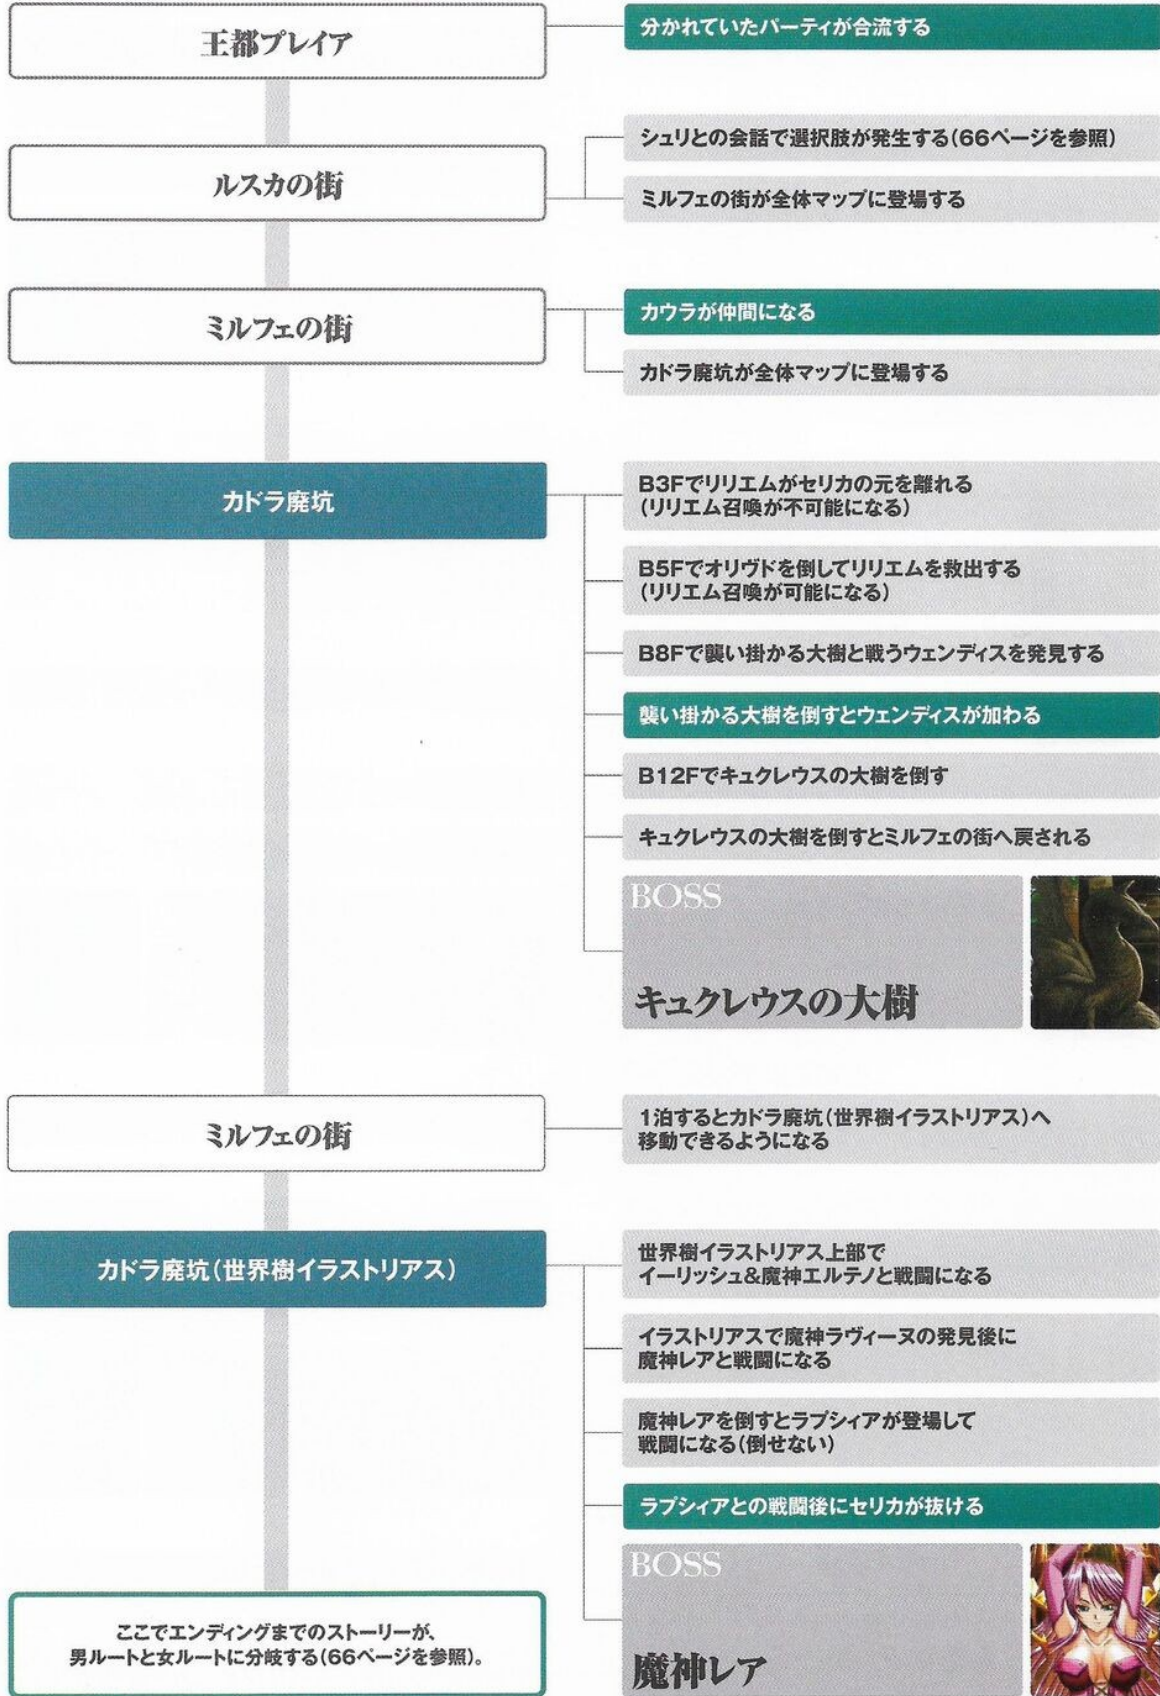 王都プレイア
分かれていたパーティが合流する
ルスカの街
シュリとの会話で選択肢が発生する(66ページを参照)
ミルフェの街が全体マップに登場する
ミルフェの街
カウラが仲間になる
カドラ廃坑が全体マップに登場する
カドラ廃坑
B3Fでリリエムがセリカの元を離れる
(リリエム召喚が不可能になる)
B5Fでオリヴドを倒してリリエムを救出する
(リリエム召喚が可能になる)
B8Fで襲い掛かる大樹と戦うウェンディスを発見する
襲い掛かる大樹を倒すとウェンディスが加わる
B12Fでキュクレウスの大樹を倒す
キュクレウスの大樹を倒すとミルフェの街へ戻される
BOSS
キュクレウスの大樹
ミルフェの街
1泊するとカドラ廃坑(世界樹イラストリアス)へ
移動できるようになる
カドラ廃坑(世界樹イラストリアス)
世界樹イラストリアス上部で
イーリッシュ&魔神エルテノと戦闘になる
イラストリアスで魔神ラヴィーヌの発見後に
魔神レアと戦闘になる
魔神レアを倒すとラプシィアが登場して
戦闘になる(倒せない)
ラプシィアとの戦闘後にセリカが抜ける
BOSS
魔神レア
ここでエンディングまでのストーリーが、
男ルートと女ルートに分岐する(66ページを参照)。